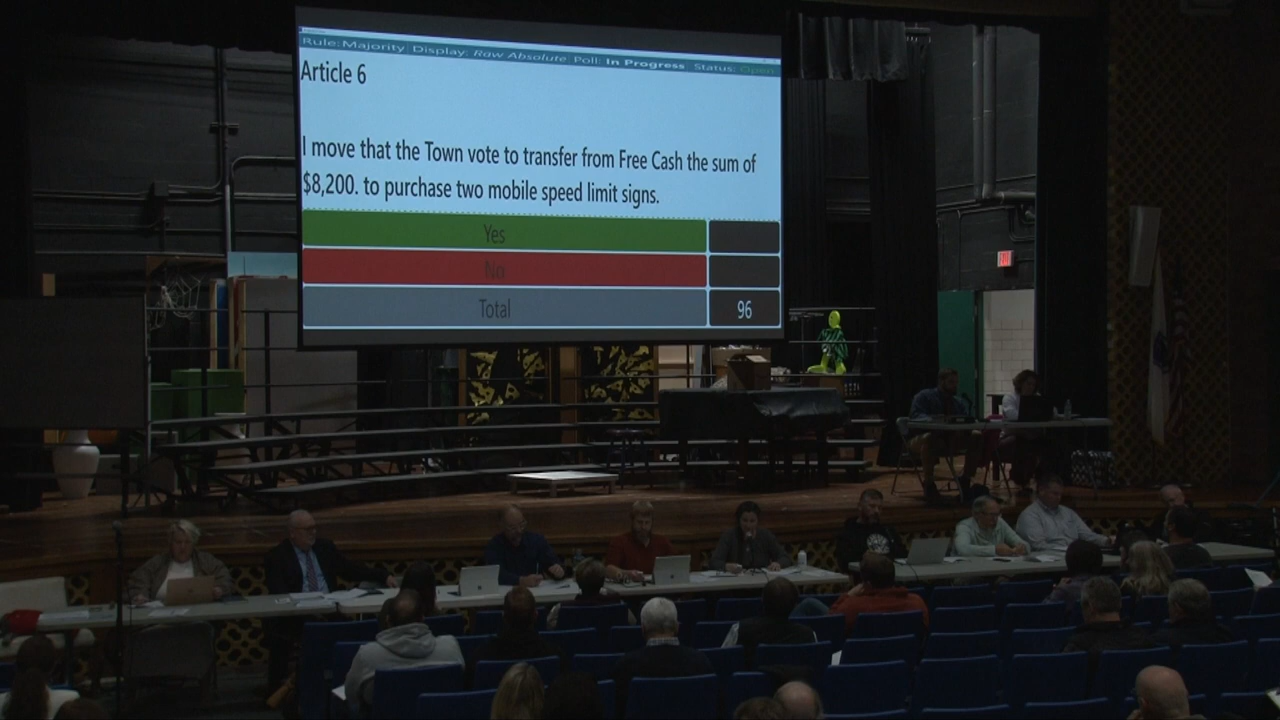 Rule: Majority Display: Raw Absolute Poll: In Progress Status: Open
Article 6
I move that the Town vote to transfer from Free Cash the sum of
$8,200. to purchase two mobile speed limit signs.
Yes
No
Total 96
EXIT